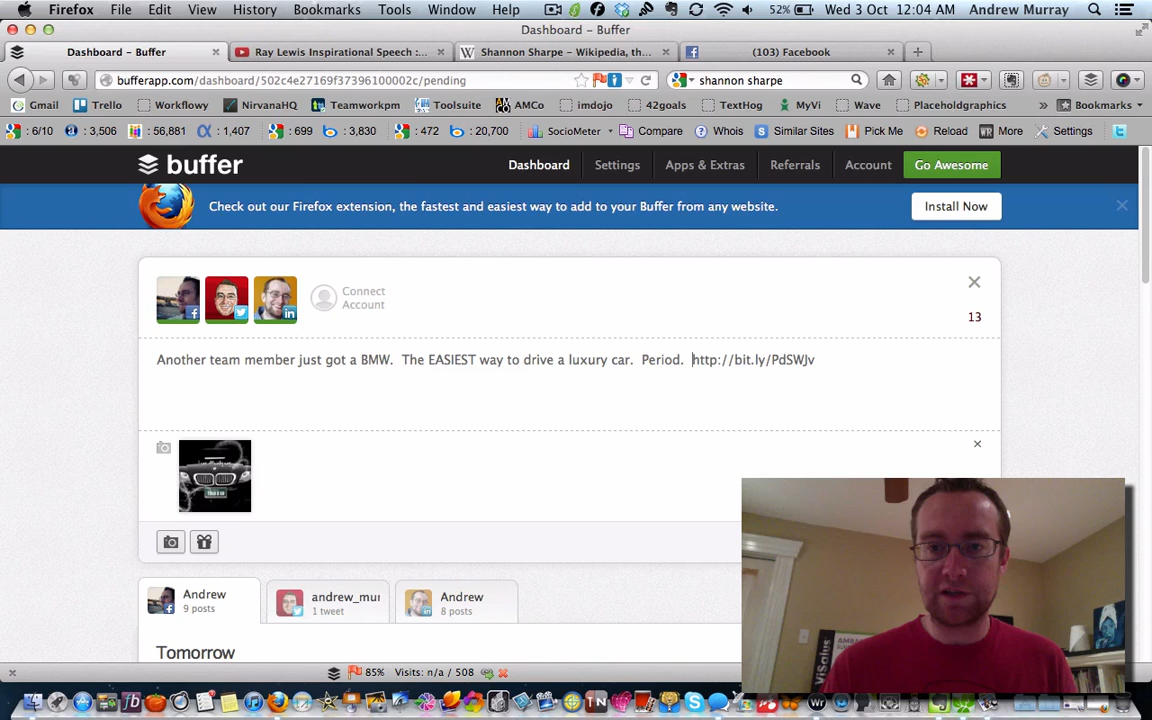 Firefox File Edit View History Bookmarks Tools Window Help 52% Wed 3 Oct 12:04 AM Andrew Murray
Dashboard - Buffer
Dashboard - Buffer Ray Lewis Inspirational Speech :... Shannon Sharpe – Wikipedia, th... (103) Facebook
bufferapp.com/dashboard/502c4e27169f37396100002c/pending shannon sharpe
Gmail Trello Workflowy NirvanaHQ Teamworkpm Toolsuite AMCo imdojo 42goals TextHog MyVi Wave Placeholdgraphics » Bookmarks
: 6/10 : 3,506 : 56,881 : 1,407 : 699 : 3,830 : 472 : 20,700 SocioMeter Compare Whois Similar Sites Pick Me Reload More Settings
buffer Dashboard Settings Apps & Extras Referrals Account Go Awesome
Check out our Firefox extension, the fastest and easiest way to add to your Buffer from any website. Install Now
Connect
Account
13
Another team member just got a BMW. The EASIEST way to drive a luxury car. Period. http://bit.ly/PdSWJv
Andrew
9 posts
andrew_mur
1 tweet
Andrew
8 posts
Tomorrow
85% Visits: n/a / 508